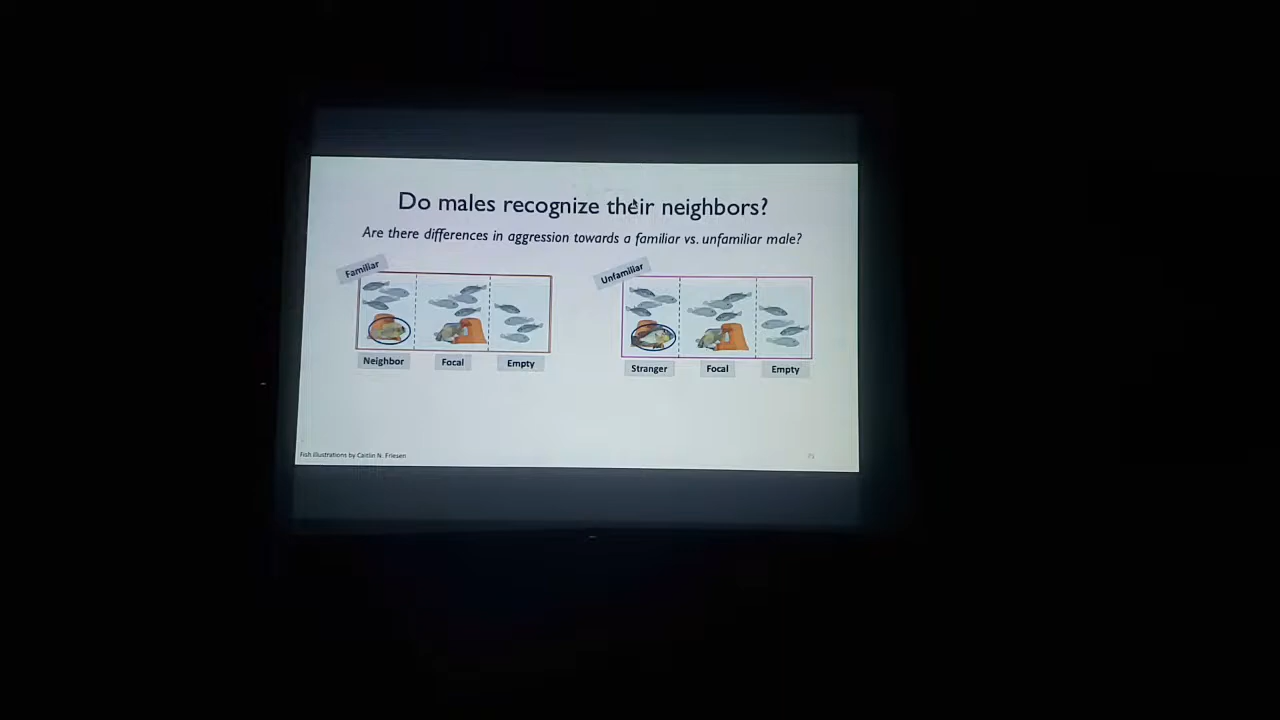 Do males recognize their neighbors?
Are there differences in aggression towards a familiar vs. unfamiliar male?
Familiar
Neighbor
Focal
Empty
Unfamiliar
Stranger
Focal
Empty
Fish illustrations by Caitlin N. Friesen